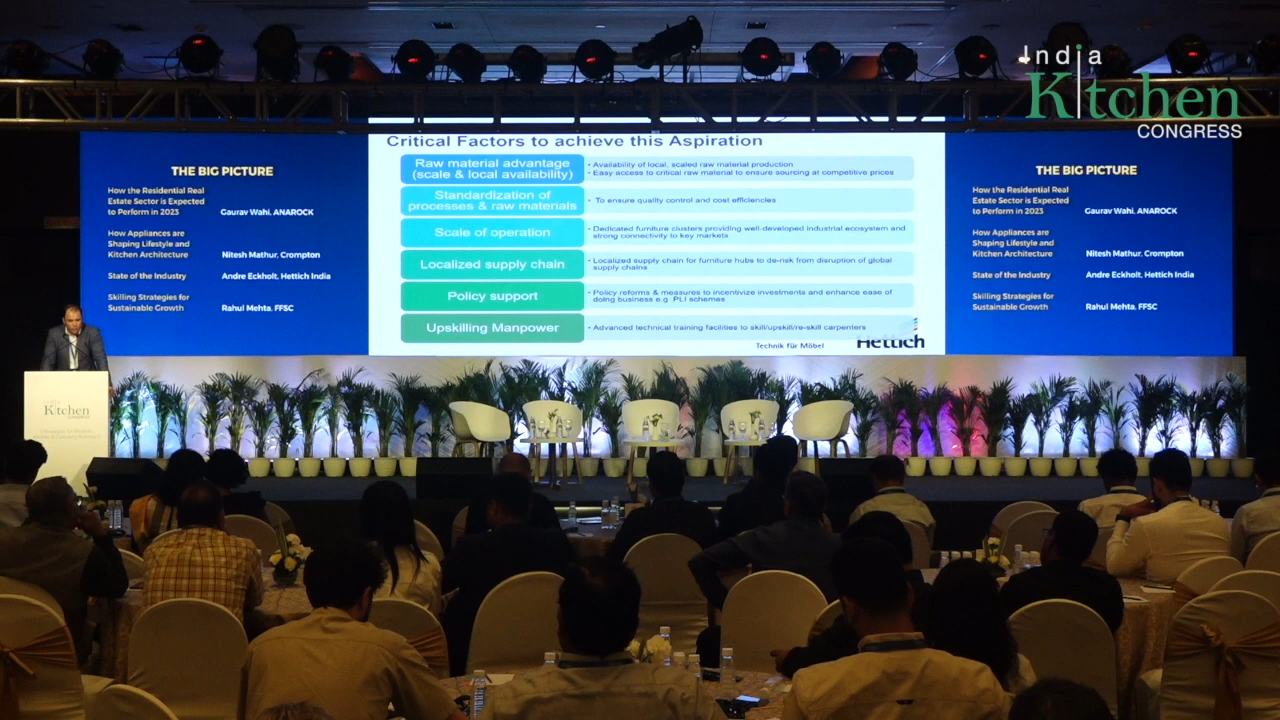 India
Kitchen
CONGRESS
THE BIG PICTURE
How the Residential Real
Estate Sector is Expected
to Perform in 2023
Gaurav Wahi, ANAROCK
How Appliances are
Shaping Lifestyle and
Kitchen Architecture
Nitesh Mathur, Crompton
State of the Industry
Andre Eckholt, Hettich India
Skilling Strategies for
Sustainable Growth
Rahul Mehta, FFSC
Critical Factors to achieve this Aspiration
Raw material advantage
(scale & local availability)
• Availability of local, scaled raw material production
• Easy access to critical raw material to ensure sourcing at competitive prices
Standardization of
processes & raw materials
• To ensure quality control and cost efficiencies
Scale of operation
• Dedicated furniture clusters providing well-developed industrial ecosystem and
strong connectivity to key markets
Localized supply chain
• Localized supply chain for furniture hubs to de-risk from disruption of global
supply chains
Policy support
• Policy reforms & measures to incentivize investments and enhance ease of
doing business e.g PLI schemes
Upskilling Manpower
• Advanced technical training facilities to skill/upskill/re-skill carpenters
Technik für Möbel
Hettich
THE BIG PICTURE
How the Residential Real
Estate Sector is Expected
to Perform in 2023
Gaurav Wahi, ANAROCK
How Appliances are
Shaping Lifestyle and
Kitchen Architecture
Nitesh Mathur, Crompton
State of the Industry
Andre Eckholt, Hettich India
Skilling Strategies for
Sustainable Growth
Rahul Mehta, FFSC
India
Kitchen
CONGRESS